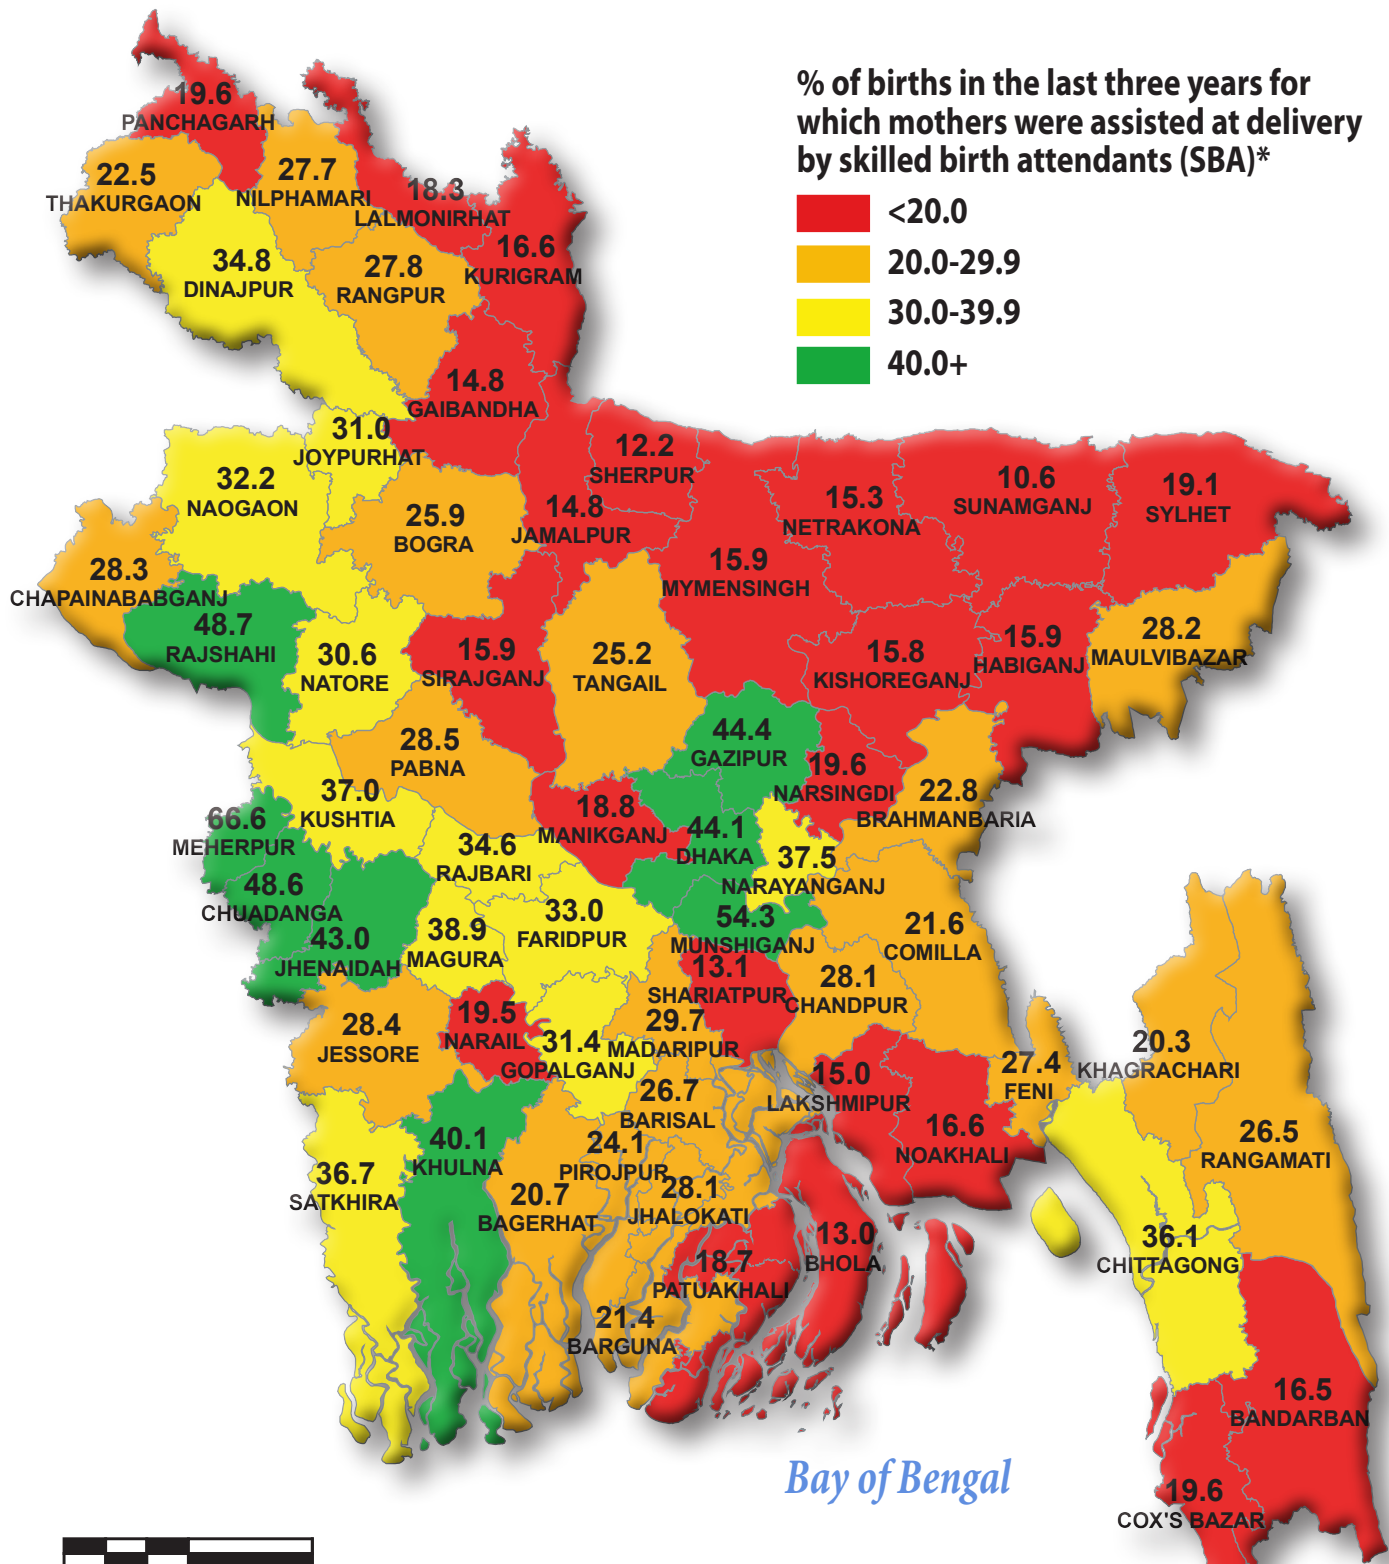 % of births in the last three years for
which mothers were assisted at delivery
by skilled birth attendants (SBA)*
<20.0
20.0-29.9
30.0-39.9
40.0+
19.6
PANCHAGARH
22.5
THAKURGAON
27.7
NILPHAMARI
18.3
LALMONIRHAT
16.6
KURIGRAM
34.8
DINAJPUR
27.8
RANGPUR
14.8
GAIBANDHA
31.0
JOYPURHAT
32.2
NAOGAON
25.9
BOGRA
14.8
JAMALPUR
12.2
SHERPUR
15.3
NETRAKONA
10.6
SUNAMGANJ
19.1
SYLHET
28.3
CHAPAINABABGANJ
48.7
RAJSHAHI
30.6
NATORE
15.9
SIRAJGANJ
25.2
TANGAIL
15.9
MYMENSINGH
15.8
KISHOREGANJ
15.9
HABIGANJ
28.2
MAULVIBAZAR
28.5
PABNA
44.4
GAZIPUR
19.6
NARSINGDI
22.8
BRAHMANBARIA
37.0
KUSHTIA
66.6
MEHERPUR
18.8
MANIKGANJ
44.1
DHAKA
37.5
NARAYANGANJ
34.6
RAJBARI
48.6
CHUADANGA
43.0
JHENAIDAH
38.9
MAGURA
33.0
FARIDPUR
54.3
MUNSHIGANJ
21.6
COMILLA
13.1
SHARIATPUR
28.1
CHANDPUR
28.4
JESSORE
19.5
NARAIL
31.4
GOPALGANJ
29.7
MADARIPUR
15.0
LAKSHMIPUR
27.4
FENI
20.3
KHAGRACHARI
26.7
BARISAL
16.6
NOAKHALI
26.5
RANGAMATI
40.1
KHULNA
24.1
PIROJPUR
36.7
SATKHIRA
20.7
BAGERHAT
28.1
JHALOKATI
13.0
BHOLA
36.1
CHITTAGONG
18.7
PATUAKHALI
21.4
BARGUNA
16.5
BANDARBAN
19.6
COX'S BAZAR
Bay of Bengal